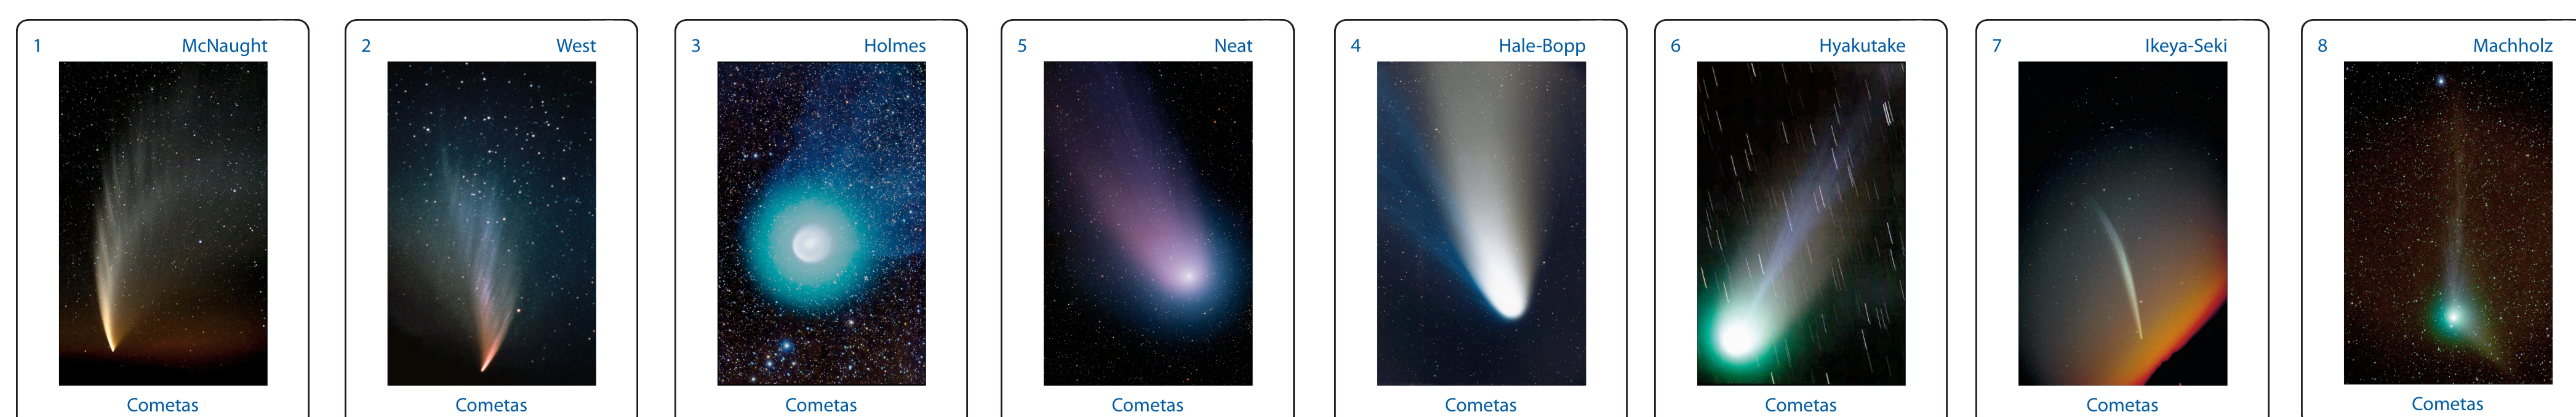 1 McNaught
Cometas
2 West
Cometas
3 Holmes
Cometas
5 Neat
Cometas
4 Hale-Bopp
Cometas
6 Hyakutake
Cometas
7 Ikeya-Seki
Cometas
8 Machholz
Cometas